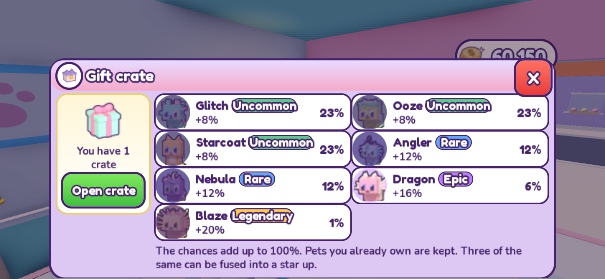 60,150
Gift crate
X
Glitch Uncommon
+8%
23%
Ooze Uncommon
+8%
23%
You have 1
crate
Open crate
Starcoat Uncommon
+8%
23%
Angler Rare
+12%
12%
Nebula Rare
+12%
12%
Dragon Epic
+16%
6%
Blaze Legendary
+20%
1%
The chances add up to 100%. Pets you already own are kept. Three of the
same can be fused into a star up.